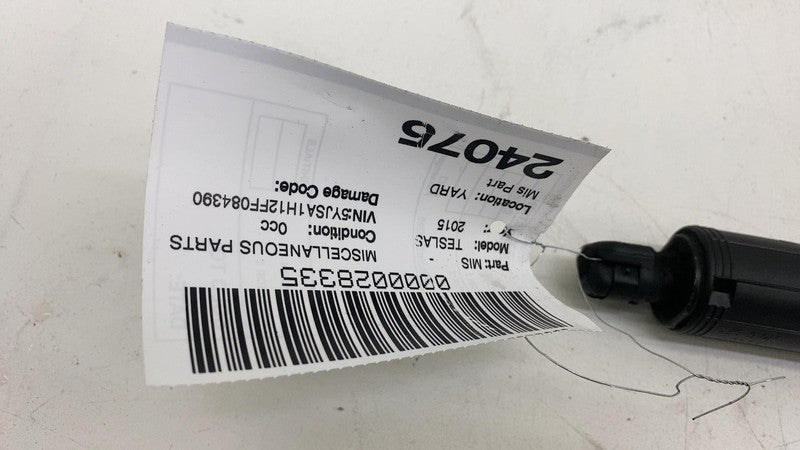 0000028335
MISCELLANEOUS PARTS
Part: MIS -
Condition: 0cc
Model: TESLAS
VIN:5YJSA1H12FF084390
Yr: 2015
Damage Code:
Location: YARD
Mis Part
24075